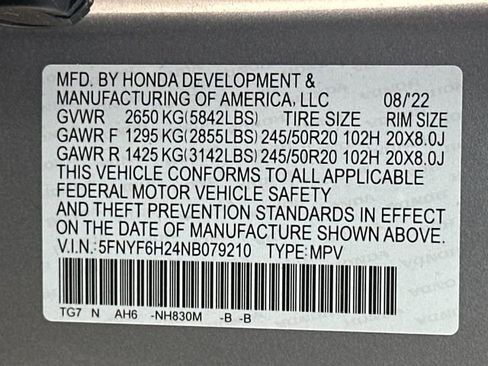 MFD. BY HONDA DEVELOPMENT &
MANUFACTURING OF AMERICA, LLC 08/'22
GVWR 2650 KG(5842LBS) TIRE SIZE RIM SIZE
GAWR F 1295 KG(2855LBS) 245/50R20 102H 20X8.0J
GAWR R 1425 KG(3142LBS) 245/50R20 102H 20X8.0J
THIS VEHICLE CONFORMS TO ALL APPLICABLE
FEDERAL MOTOR VEHICLE SAFETY
AND THEFT PREVENTION STANDARDS IN EFFECT
ON THE DATE OF MANUFACTURE SHOWN ABOVE.
V.I.N.:5FNYF6H24NB079210 TYPE:MPV
TG7 N AH6 -NH830M -B -B